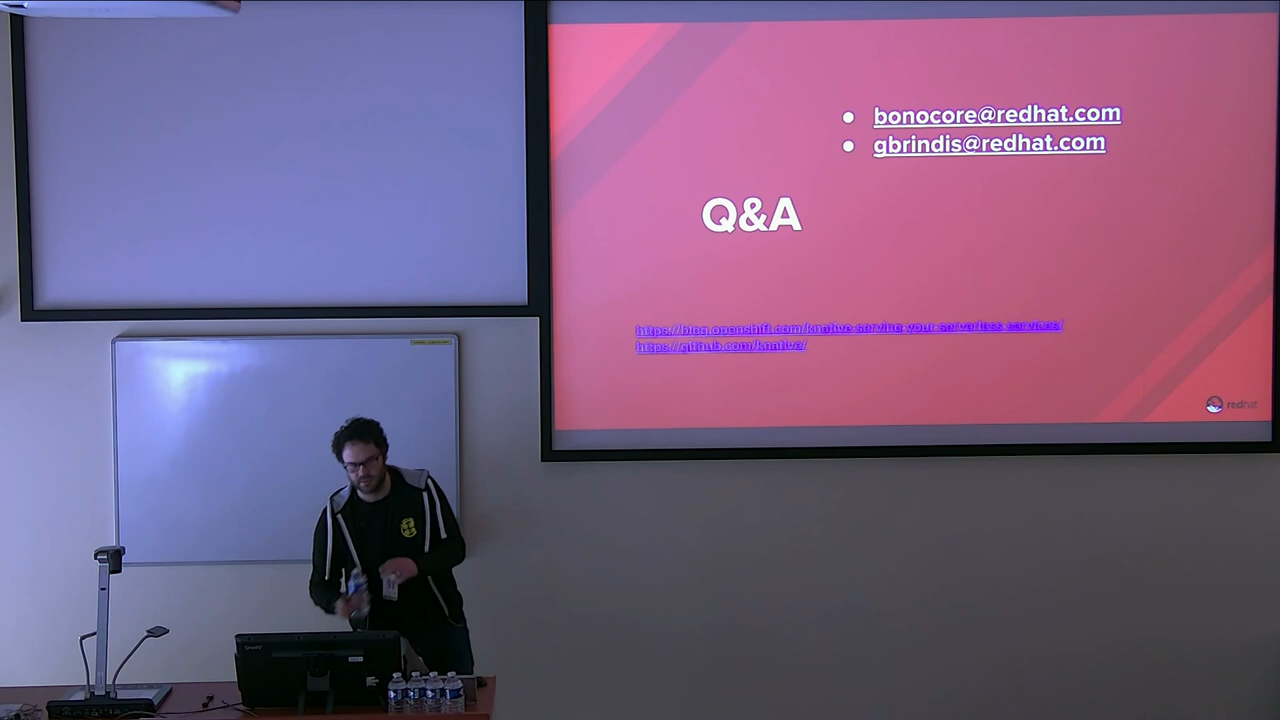 bonocore@redhat.com
gbrindis@redhat.com
Q&A
https://blog.openshift.com/knative-serving-your-serverless-services/
https://github.com/knative/
redhat